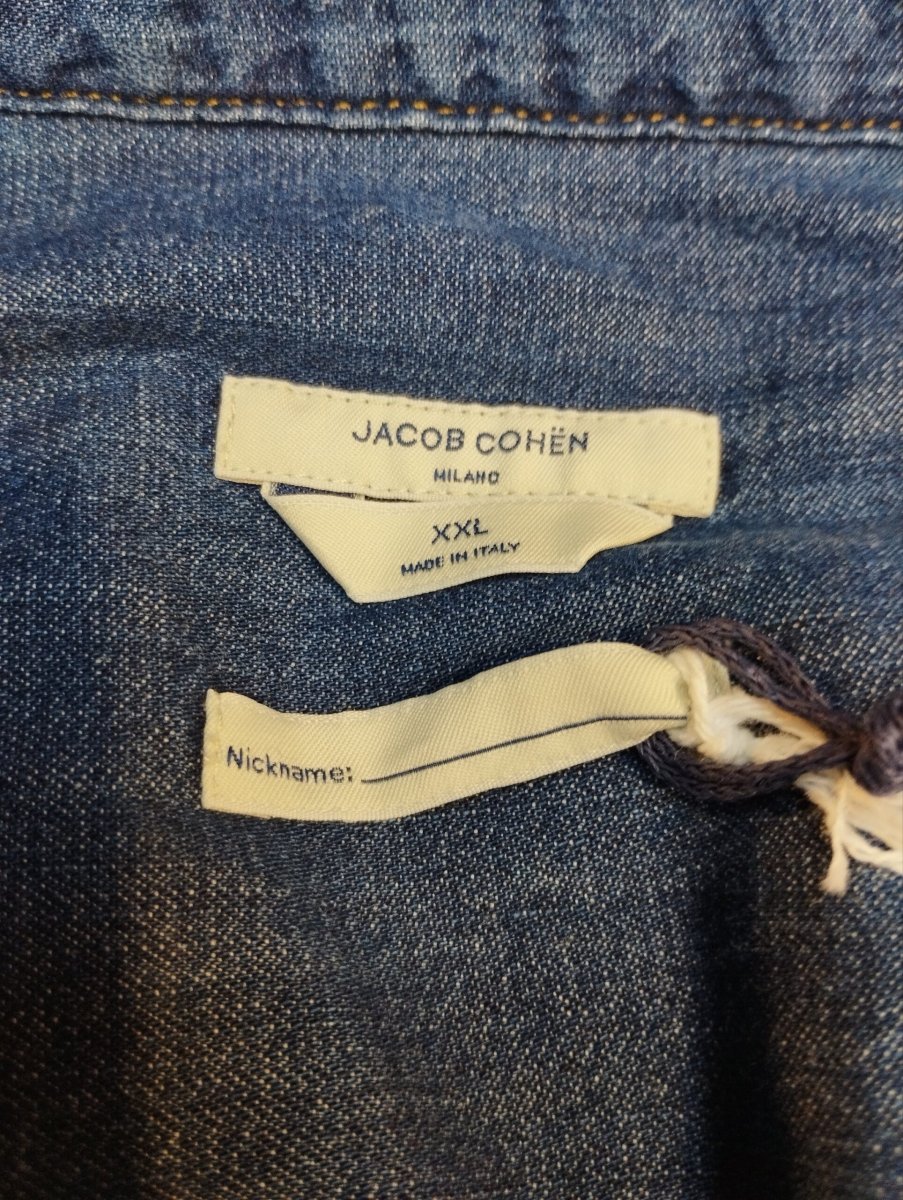 JACOB COHËN
MILANO
XXL
MADE IN ITALY
Nickname: